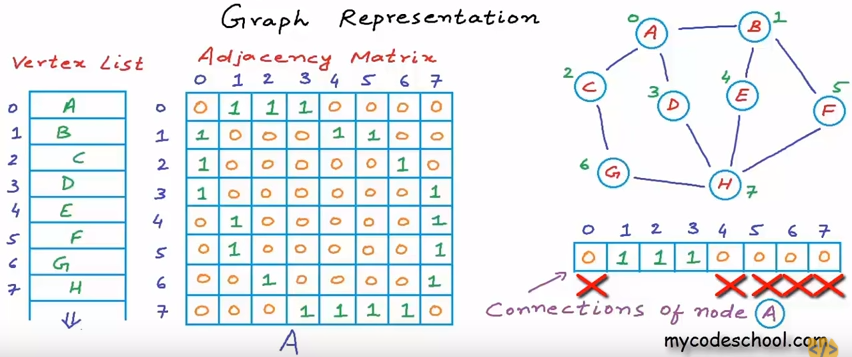 Graph Representation
Vertex List
0 A
1 B
2 C
3 D
4 E
5 F
6 G
7 H
Adjacency Matrix
0 1 2 3 4 5 6 7
0 0 1 1 1 0 0 0 0
1 1 0 0 0 1 1 0 0
2 1 0 0 0 0 0 1 0
3 1 0 0 0 0 0 0 1
4 0 1 0 0 0 0 0 1
5 0 1 0 0 0 0 0 1
6 0 0 1 0 0 0 0 1
7 0 0 0 1 1 1 1 0
A
0 A
B 1
2 C
3 D
4 E
5 F
6 G
H 7
0 1 2 3 4 5 6 7
0 1 1 1 0 0 0 0
Connections of node A
mycodeschool.com